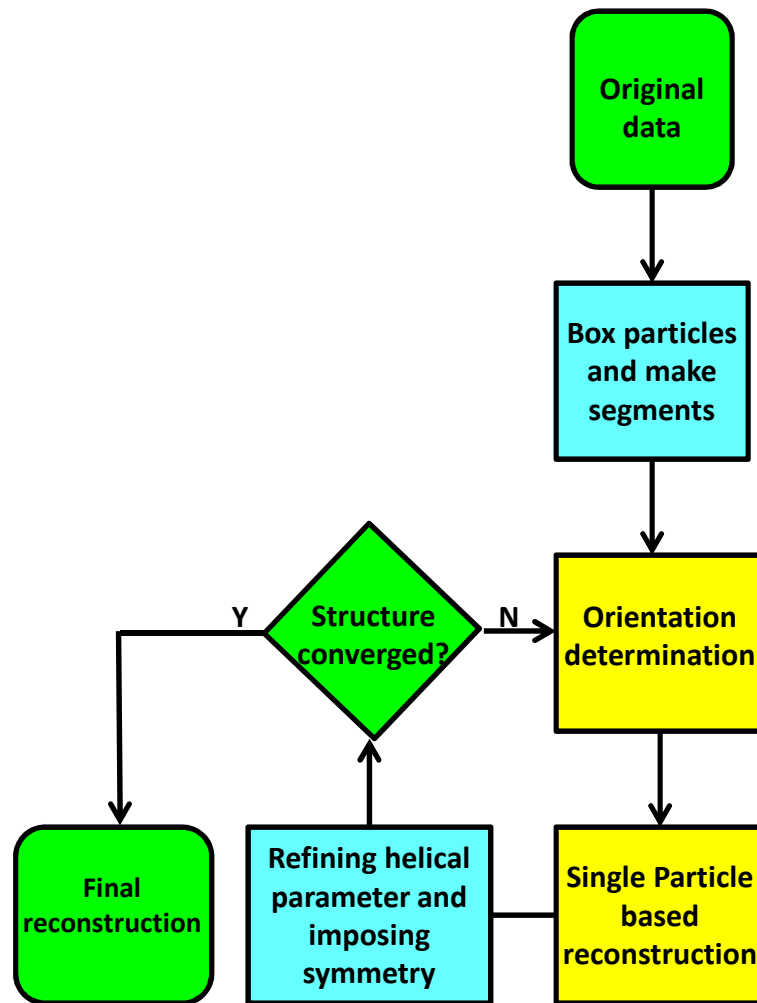 Original
data
Box particles
and make
segments
Y
Structure
converged?
N
Orientation
determination
Final
reconstruction
Refining helical
parameter and
imposing
symmetry
Single Particle
based
reconstruction